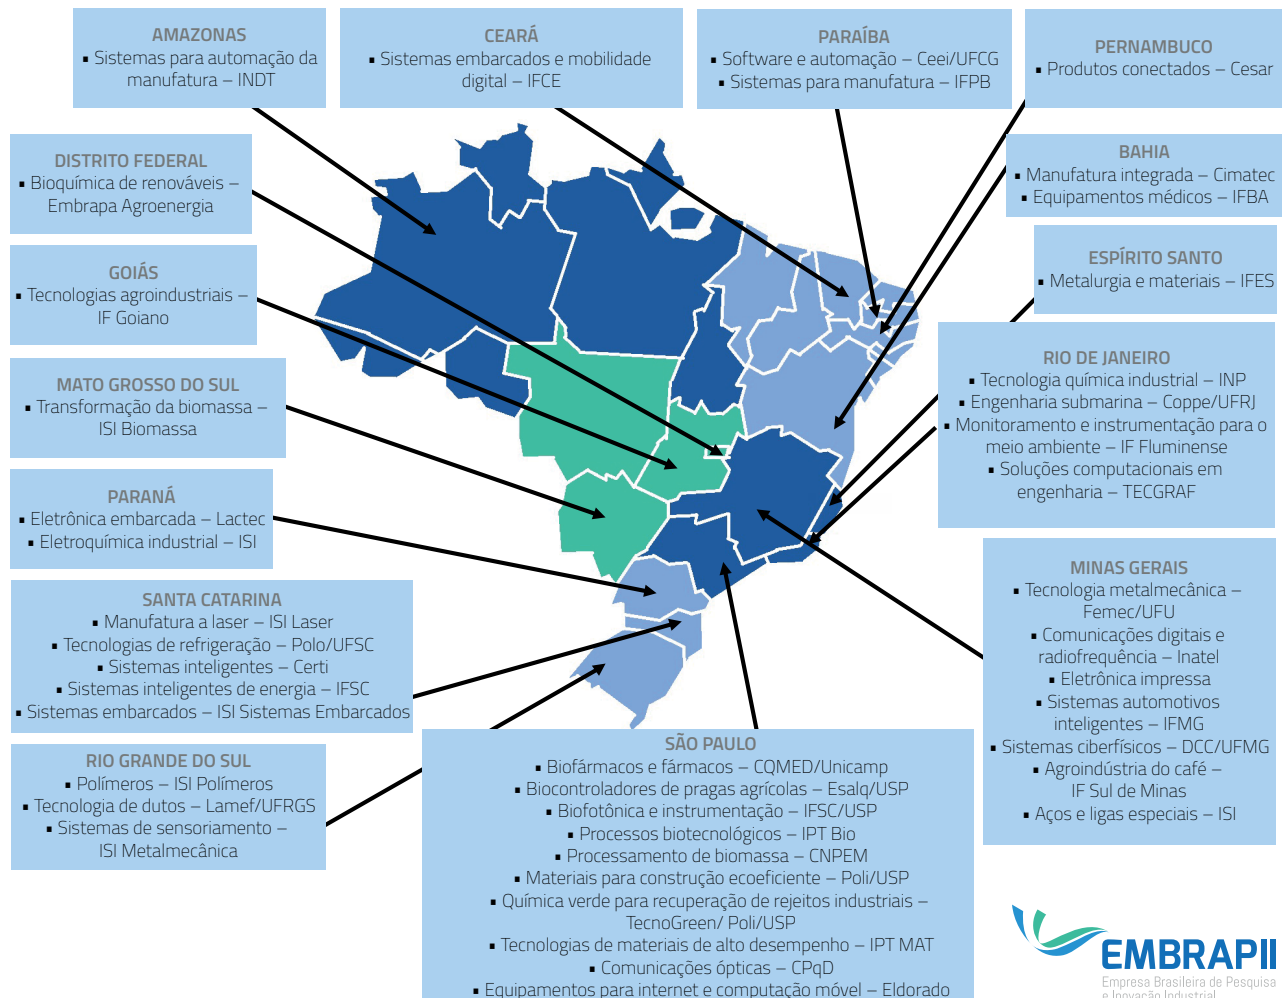 AMAZONAS
▪ Sistemas para automação da
manufatura – INDT
CEARÁ
▪ Sistemas embarcados e mobilidade
digital – IFCE
PARAÍBA
▪ Software e automação – Ceei/UFCG
▪ Sistemas para manufatura – IFPB
PERNAMBUCO
▪ Produtos conectados – Cesar
DISTRITO FEDERAL
▪ Bioquímica de renováveis –
Embrapa Agroenergia
BAHIA
▪ Manufatura integrada – Cimatec
▪ Equipamentos médicos – IFBA
GOIÁS
▪ Tecnologias agroindustriais –
IF Goiano
ESPÍRITO SANTO
▪ Metalurgia e materiais – IFES
MATO GROSSO DO SUL
▪ Transformação da biomassa –
ISI Biomassa
RIO DE JANEIRO
▪ Tecnologia química industrial – INP
▪ Engenharia submarina – Coppe/UFRJ
▪ Monitoramento e instrumentação para o
meio ambiente – IF Fluminense
▪ Soluções computacionais em
engenharia – TECGRAF
PARANÁ
▪ Eletrônica embarcada – Lactec
▪ Eletroquímica industrial – ISI
SANTA CATARINA
▪ Manufatura a laser – ISI Laser
▪ Tecnologias de refrigeração – Polo/UFSC
▪ Sistemas inteligentes – Certi
▪ Sistemas inteligentes de energia – IFSC
▪ Sistemas embarcados – ISI Sistemas Embarcados
MINAS GERAIS
▪ Tecnologia metalmecânica –
Femec/UFU
▪ Comunicações digitais e
radiofrequência – Inatel
▪ Eletrônica impressa
▪ Sistemas automotivos
inteligentes – IFMG
▪ Sistemas ciberfísicos – DCC/UFMG
▪ Agroindústria do café –
IF Sul de Minas
▪ Aços e ligas especiais – ISI
RIO GRANDE DO SUL
▪ Polímeros – ISI Polímeros
▪ Tecnologia de dutos – Lamef/UFRGS
▪ Sistemas de sensoriamento –
ISI Metalmecânica
SÃO PAULO
▪ Biofármacos e fármacos – CQMED/Unicamp
▪ Biocontroladores de pragas agrícolas – Esalq/USP
▪ Biofotônica e instrumentação – IFSC/USP
▪ Processos biotecnológicos – IPT Bio
▪ Processamento de biomassa – CNPEM
▪ Materiais para construção ecoeficiente – Poli/USP
▪ Química verde para recuperação de rejeitos industriais –
TecnoGreen/ Poli/USP
▪ Tecnologias de materiais de alto desempenho – IPT MAT
▪ Comunicações ópticas – CPqD
▪ Equipamentos para internet e computação móvel – Eldorado
EMBRAPII
Empresa Brasileira de Pesquisa
e Inovação Industrial